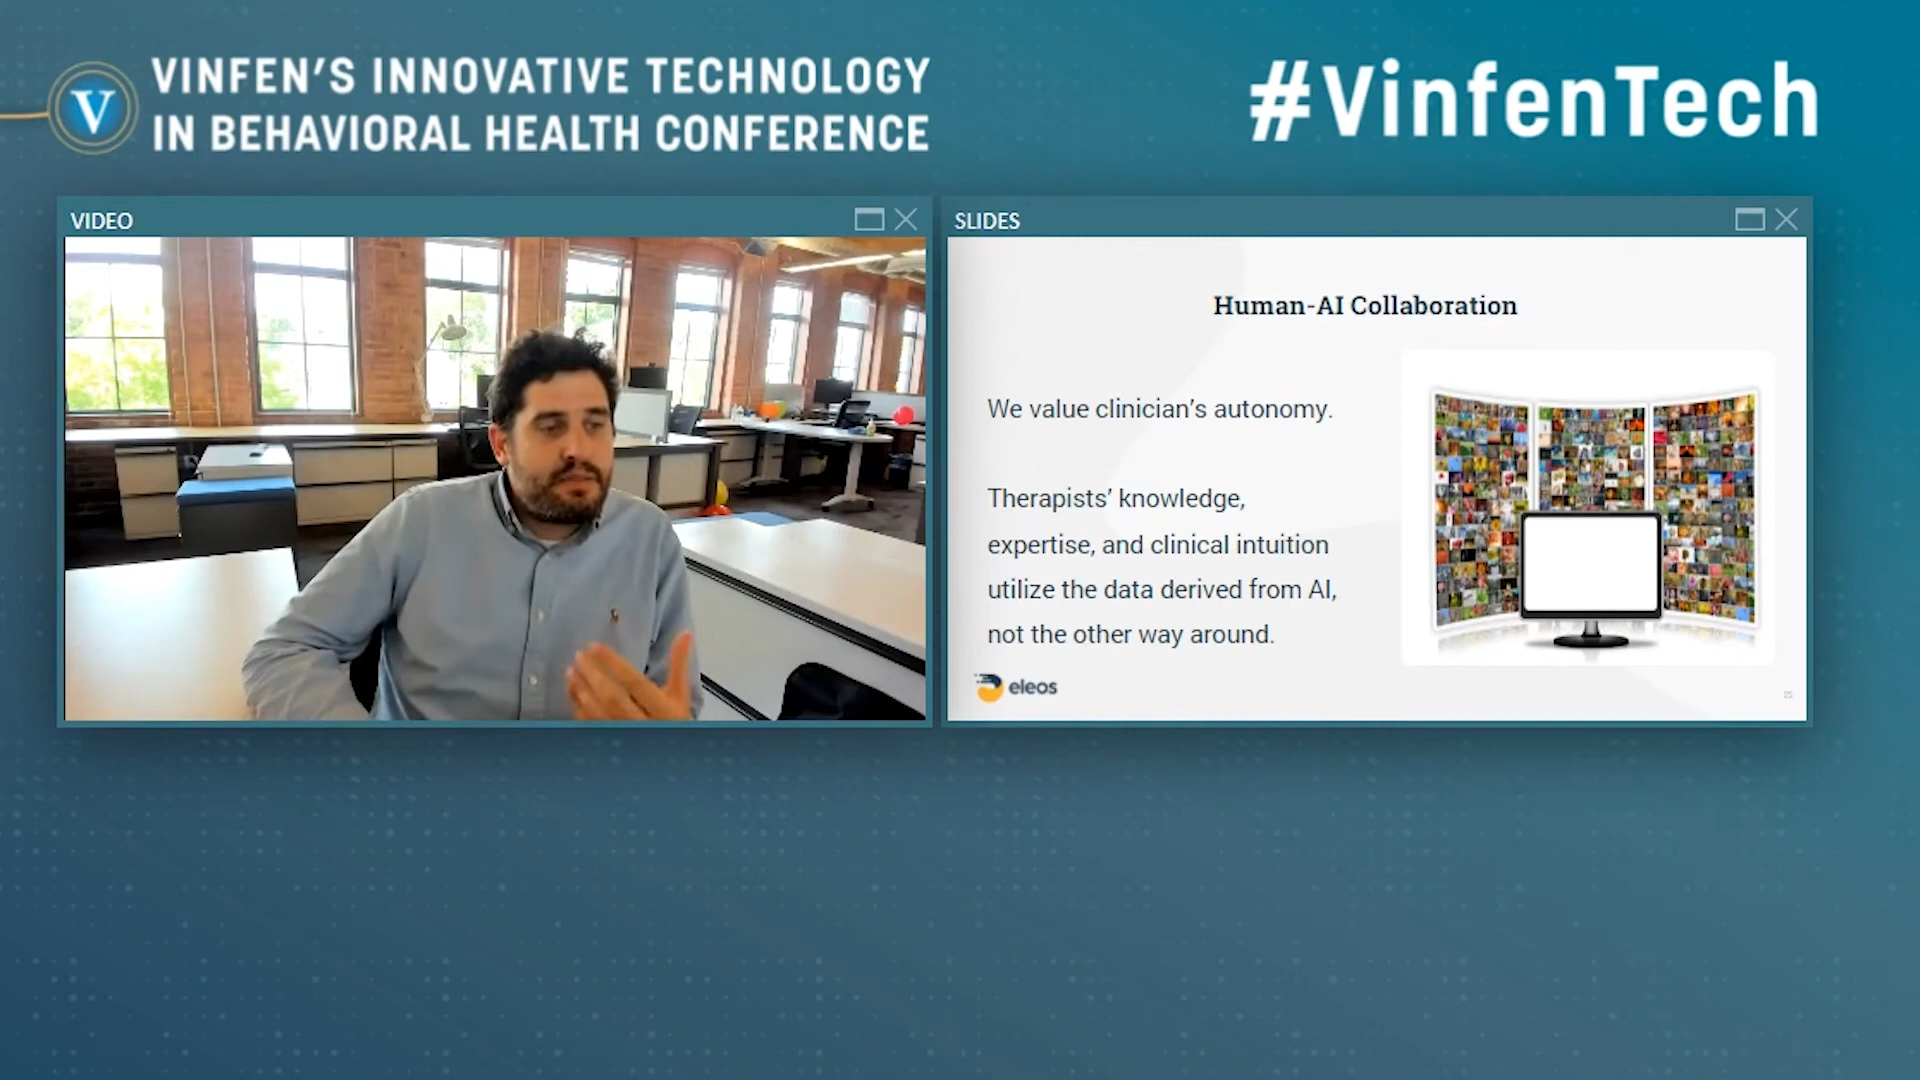 VINFEN'S INNOVATIVE TECHNOLOGY
IN BEHAVIORAL HEALTH CONFERENCE
V
#VinfenTech
VIDEO
SLIDES
Human-AI Collaboration
We value clinician’s autonomy.
Therapists’ knowledge,
expertise, and clinical intuition
utilize the data derived from AI,
not the other way around.
eleos